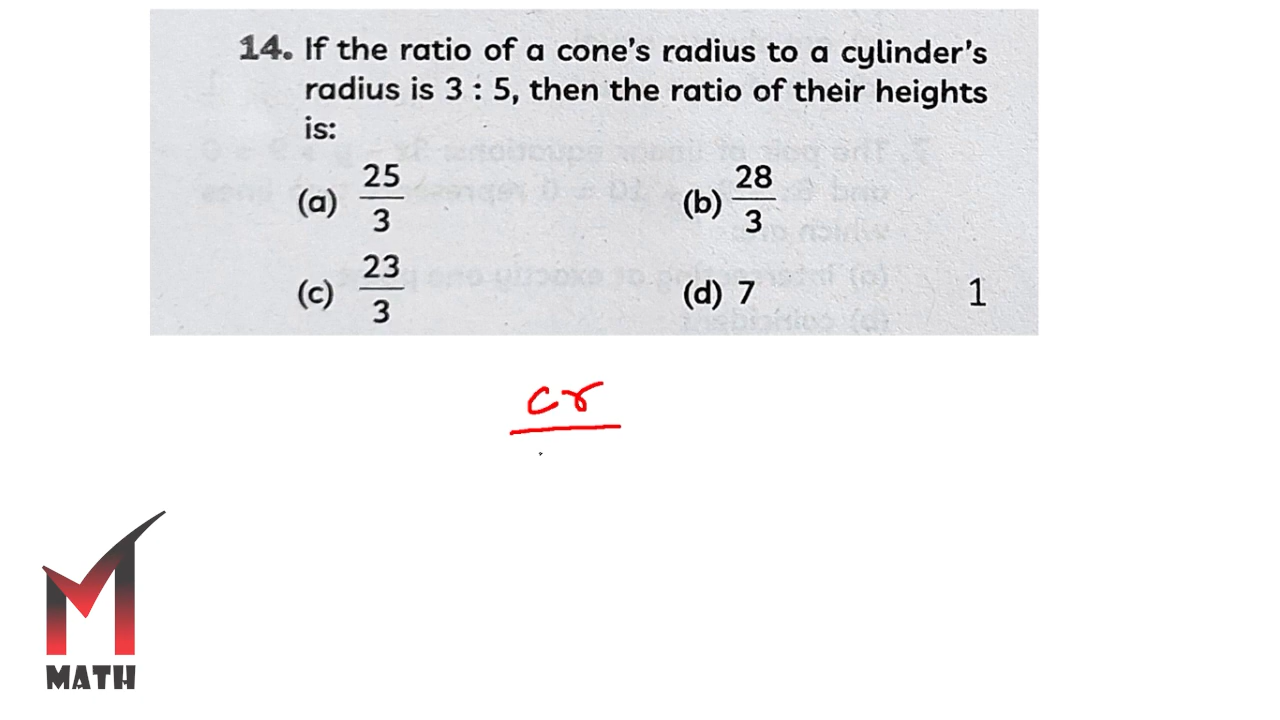 14. If the ratio of a cone's radius to a cylinder's
radius is 3 : 5, then the ratio of their heights
is:
(a) 25/3 (b) 28/3
(c) 23/3 (d) 7 1
cr
MATH